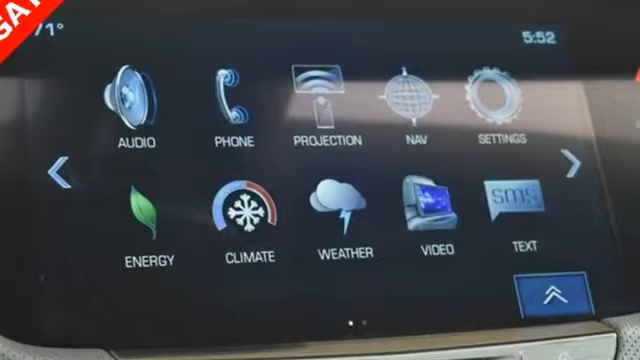 71°
5:52
AUDIO PHONE PROJECTION NAV SETTINGS
sms
ENERGY CLIMATE WEATHER VIDEO TEXT